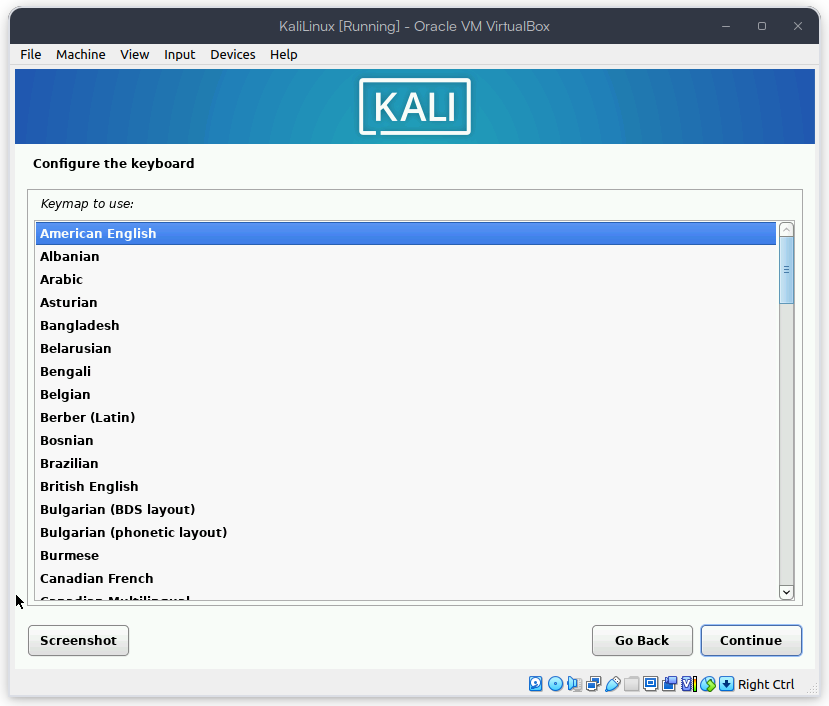 KaliLinux [Running] - Oracle VM VirtualBox
File Machine View Input Devices Help
KALI
Configure the keyboard
Keymap to use:
American English
Albanian
Arabic
Asturian
Bangladesh
Belarusian
Bengali
Belgian
Berber (Latin)
Bosnian
Brazilian
British English
Bulgarian (BDS layout)
Bulgarian (phonetic layout)
Burmese
Canadian French
Canadian Multilingual
Screenshot Go Back Continue
Right Ctrl